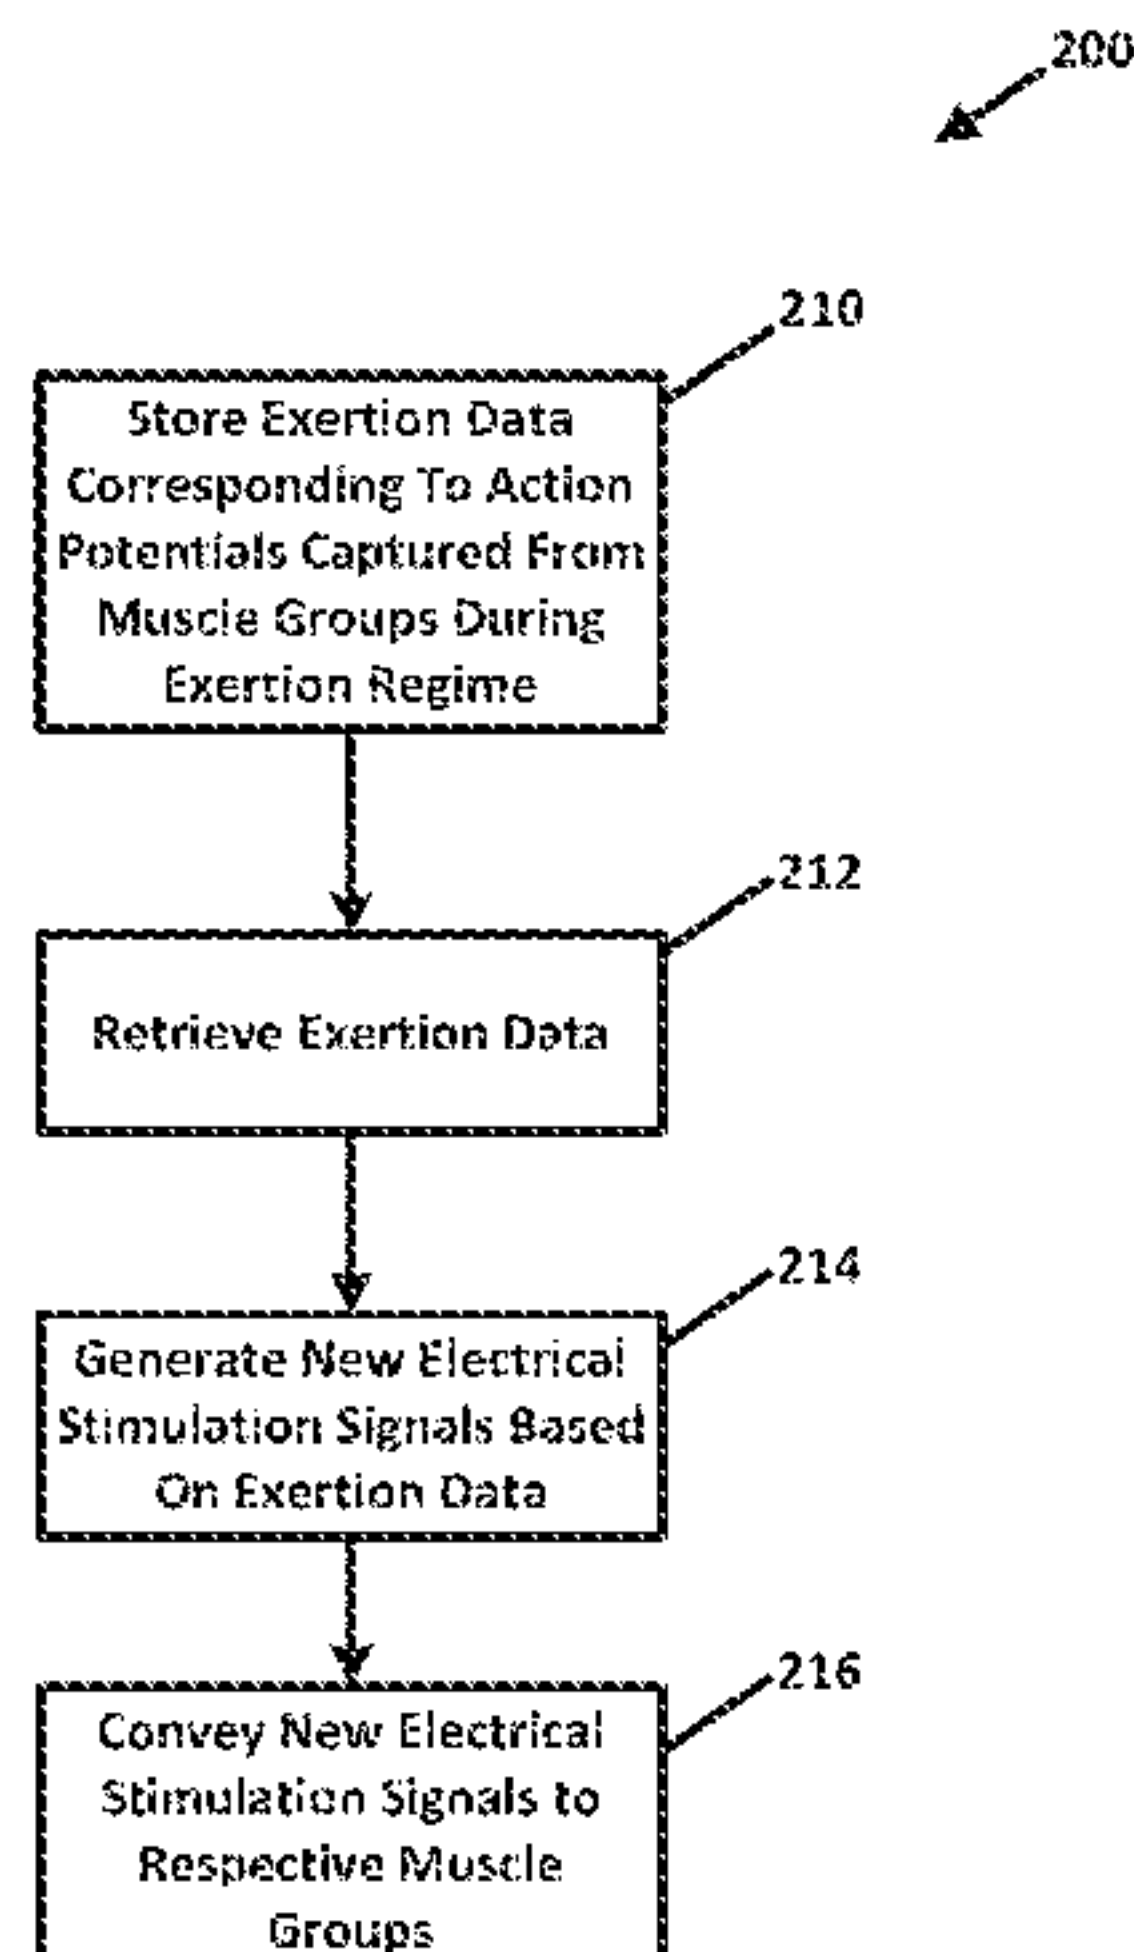 200
210
Store Exertion Data
Corresponding To Action
Potentials Captured From
Muscle Groups During
Exertion Regime
212
Retrieve Exertion Data
214
Generate New Electrical
Stimulation Signals Based
On Exertion Data
216
Convey New Electrical
Stimulation Signals to
Respective Muscle
Groups